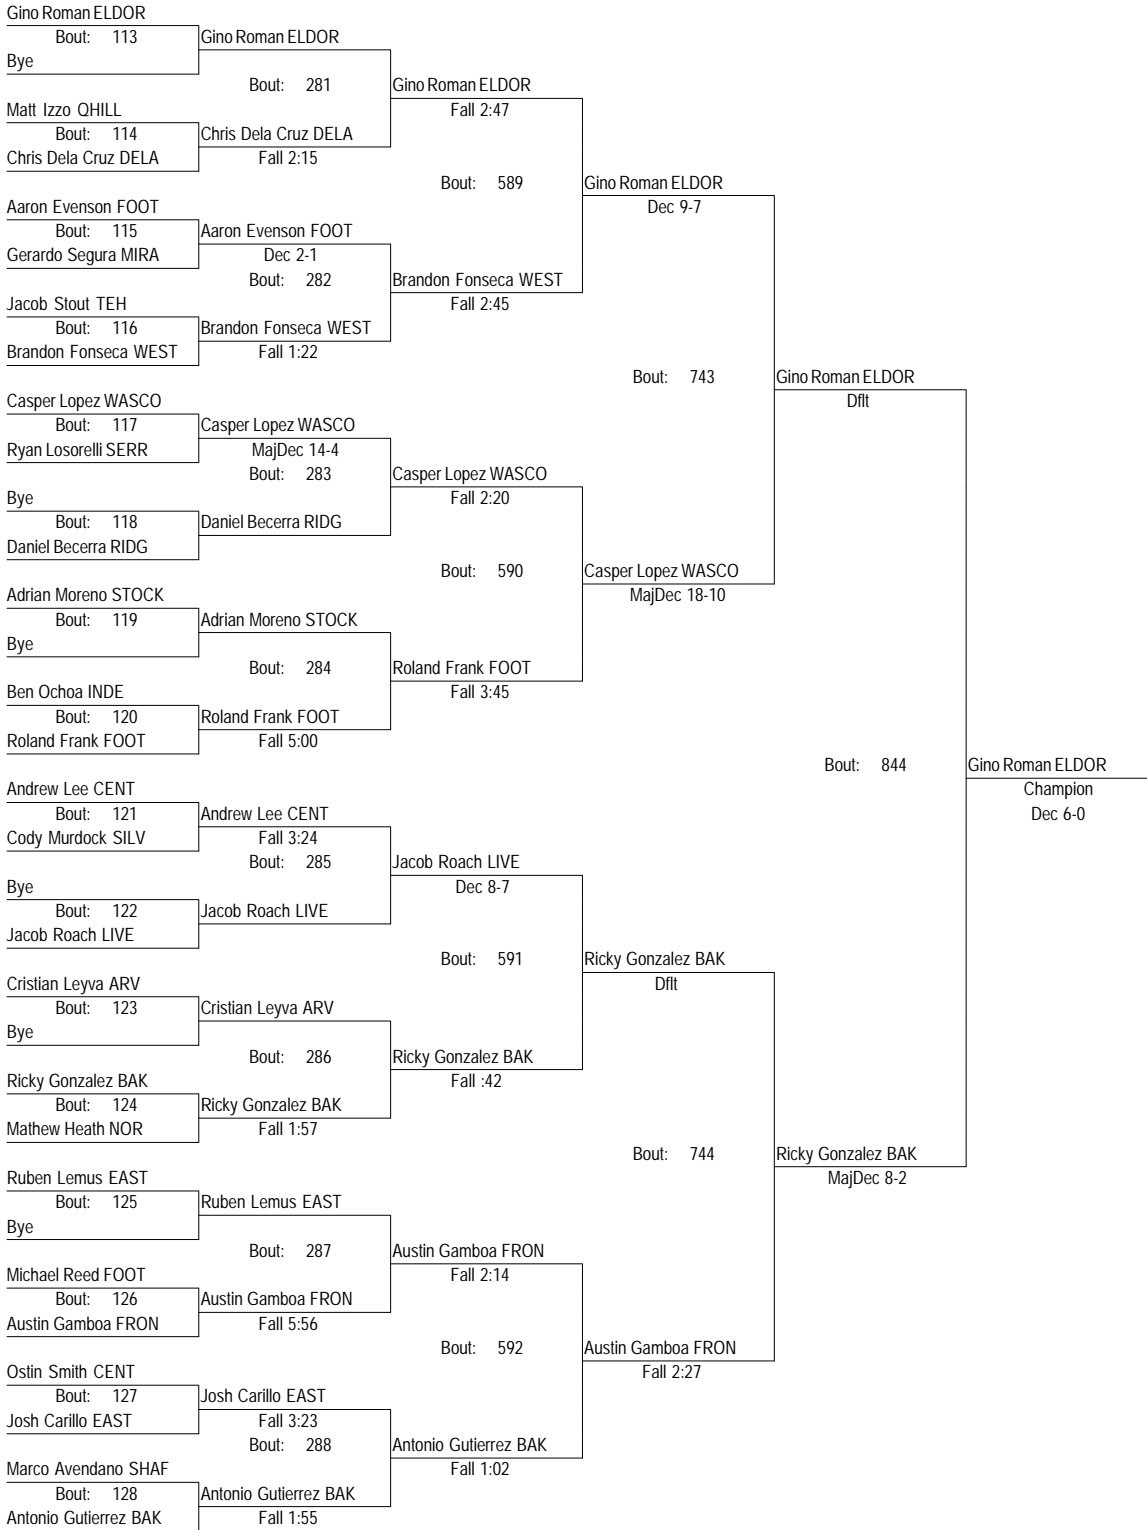 Gino Roman ELDOR
Bout: 113
Gino Roman ELDOR
Bye
Bout: 281
Gino Roman ELDOR
Fall 2:47
Matt Izzo QHILL
Bout: 114
Chris Dela Cruz DELA
Chris Dela Cruz DELA
Fall 2:15
Bout: 589
Gino Roman ELDOR
Dec 9-7
Aaron Evenson FOOT
Bout: 115
Aaron Evenson FOOT
Gerardo Segura MIRA
Dec 2-1
Bout: 282
Brandon Fonseca WEST
Fall 2:45
Jacob Stout TEH
Bout: 116
Brandon Fonseca WEST
Brandon Fonseca WEST
Fall 1:22
Bout: 743
Gino Roman ELDOR
Dflt
Casper Lopez WASCO
Bout: 117
Casper Lopez WASCO
Ryan Losorelli SERR
MajDec 14-4
Bout: 283
Casper Lopez WASCO
Fall 2:20
Bye
Bout: 118
Daniel Becerra RIDG
Daniel Becerra RIDG
Bout: 590
Casper Lopez WASCO
MajDec 18-10
Adrian Moreno STOCK
Bout: 119
Adrian Moreno STOCK
Bye
Bout: 284
Roland Frank FOOT
Fall 3:45
Ben Ochoa INDE
Bout: 120
Roland Frank FOOT
Roland Frank FOOT
Fall 5:00
Bout: 844
Gino Roman ELDOR
Champion
Dec 6-0
Andrew Lee CENT
Bout: 121
Andrew Lee CENT
Cody Murdock SILV
Fall 3:24
Bout: 285
Jacob Roach LIVE
Dec 8-7
Bye
Bout: 122
Jacob Roach LIVE
Jacob Roach LIVE
Bout: 591
Ricky Gonzalez BAK
Dflt
Cristian Leyva ARV
Bout: 123
Cristian Leyva ARV
Bye
Bout: 286
Ricky Gonzalez BAK
Fall :42
Ricky Gonzalez BAK
Bout: 124
Ricky Gonzalez BAK
Mathew Heath NOR
Fall 1:57
Bout: 744
Ricky Gonzalez BAK
MajDec 8-2
Ruben Lemus EAST
Bout: 125
Ruben Lemus EAST
Bye
Bout: 287
Austin Gamboa FRON
Fall 2:14
Michael Reed FOOT
Bout: 126
Austin Gamboa FRON
Austin Gamboa FRON
Fall 5:56
Bout: 592
Austin Gamboa FRON
Fall 2:27
Ostin Smith CENT
Bout: 127
Josh Carillo EAST
Josh Carillo EAST
Fall 3:23
Bout: 288
Antonio Gutierrez BAK
Fall 1:02
Marco Avendano SHAF
Bout: 128
Antonio Gutierrez BAK
Antonio Gutierrez BAK
Fall 1:55